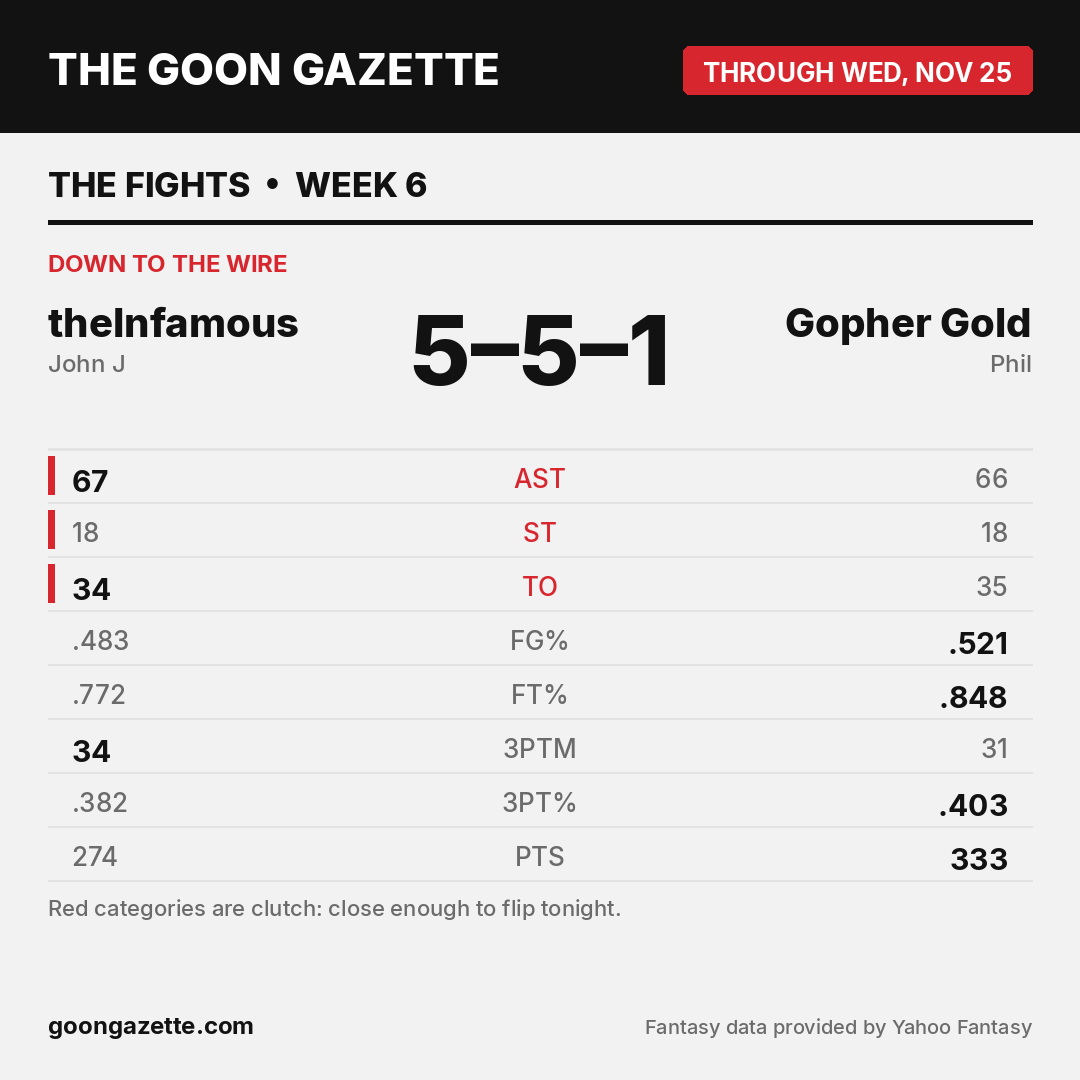 THE GOON GAZETTE
THROUGH WED, NOV 25
THE FIGHTS • WEEK 6
DOWN TO THE WIRE
theInfamous 5–5–1 Gopher Gold
John J Phil
67 AST 66
18 ST 18
34 TO 35
.483 FG% .521
.772 FT% .848
34 3PTM 31
.382 3PT% .403
274 PTS 333
Red categories are clutch: close enough to flip tonight.
goongazette.com Fantasy data provided by Yahoo Fantasy